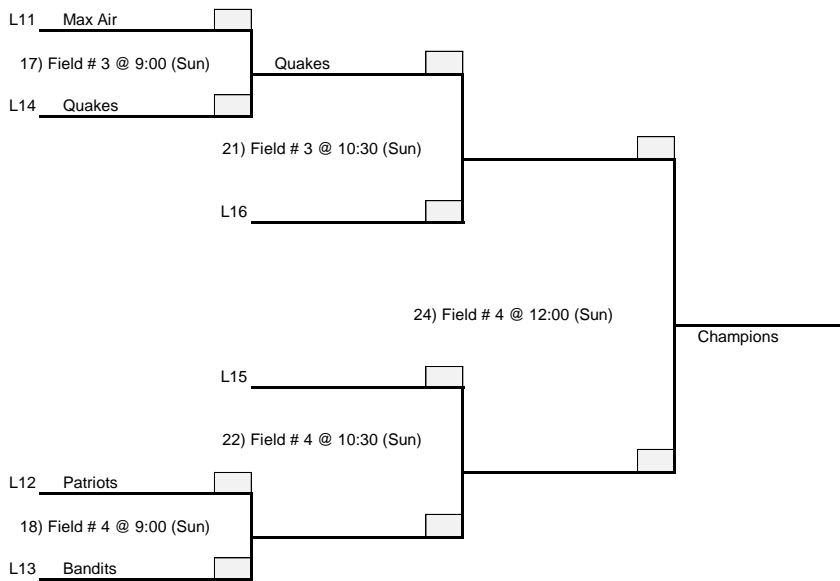 L11 Max Air
17) Field # 3 @ 9:00 (Sun)
Quakes
L14 Quakes
21) Field # 3 @ 10:30 (Sun)
L16
24) Field # 4 @ 12:00 (Sun)
Champions
L15
22) Field # 4 @ 10:30 (Sun)
L12 Patriots
18) Field # 4 @ 9:00 (Sun)
L13 Bandits